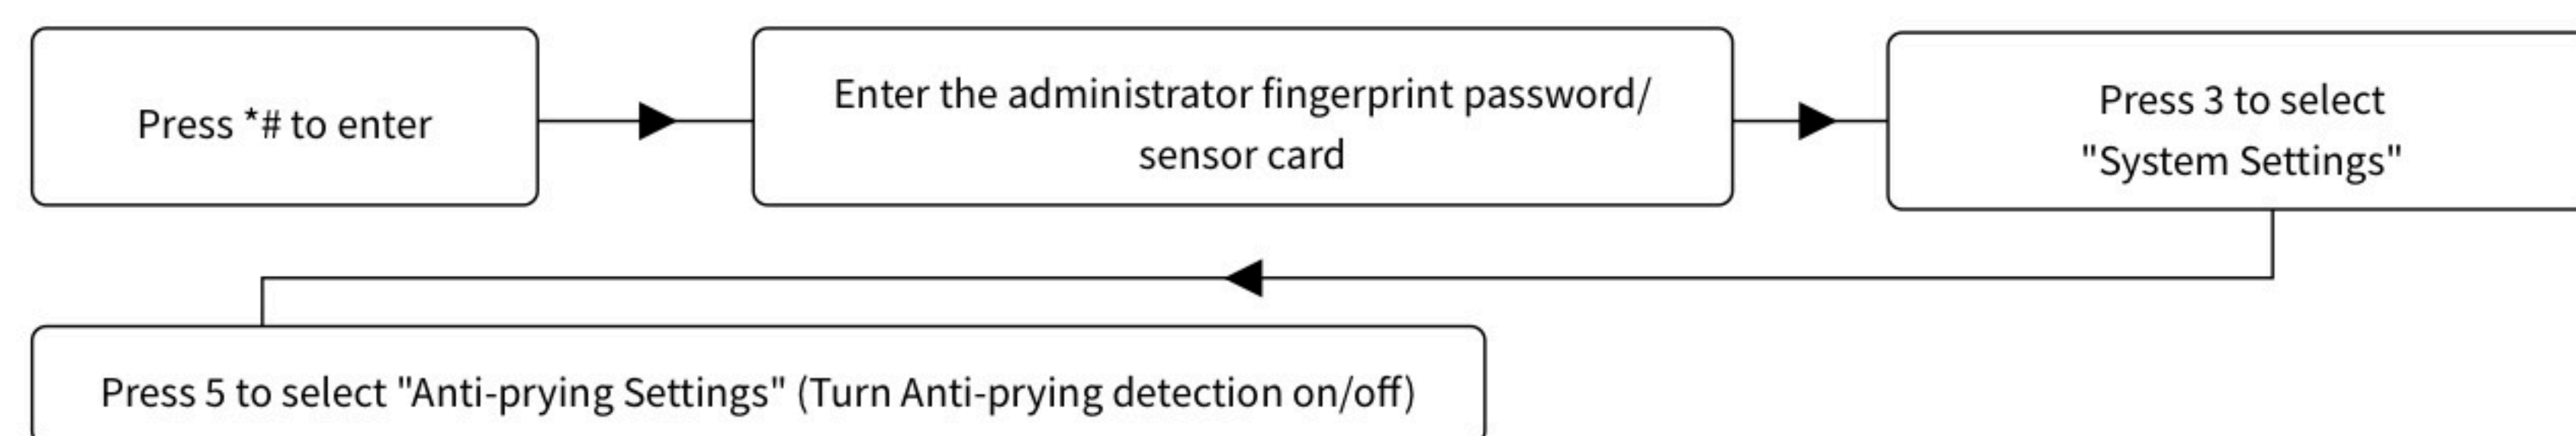 Press *# to enter
Enter the administrator fingerprint password/
sensor card
Press 3 to select
"System Settings"
Press 5 to select "Anti-prying Settings" (Turn Anti-prying detection on/off)